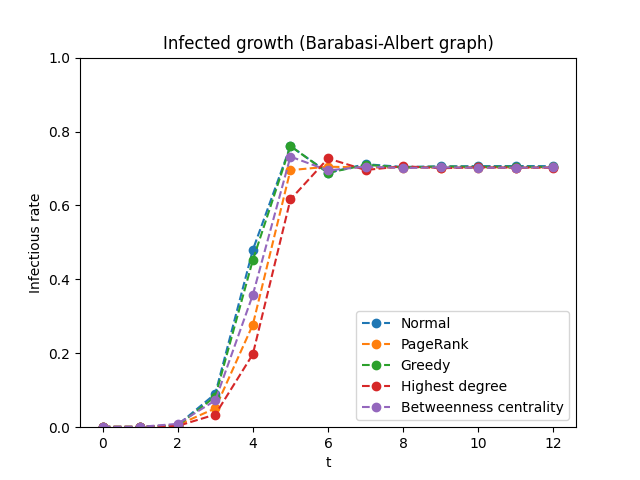 Infected growth (Barabasi-Albert graph)
1.0
0.8
0.6
0.4
0.2
0.0
Infectious rate
Normal
PageRank
Greedy
Highest degree
Betweenness centrality
0 2 4 6 8 10 12
t